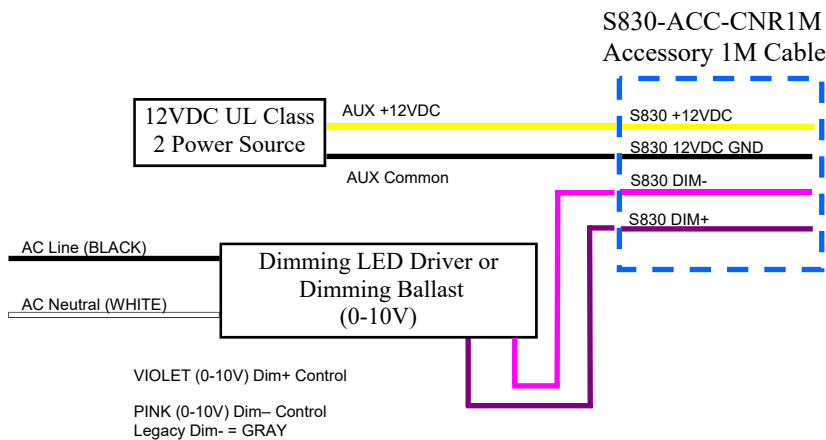 S830-ACC-CNR1M
Accessory 1M Cable
12VDC UL Class
2 Power Source
AUX +12VDC
S830 +12VDC
S830 12VDC GND
AUX Common
S830 DIM-
S830 DIM+
AC Line (BLACK)
Dimming LED Driver or
Dimming Ballast
(0-10V)
AC Neutral (WHITE)
VIOLET (0-10V) Dim+ Control
PINK (0-10V) Dim– Control
Legacy Dim- = GRAY